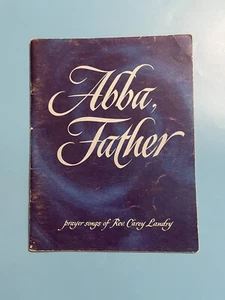 Abba,
Father
prayer songs of Rev. Carey Landry